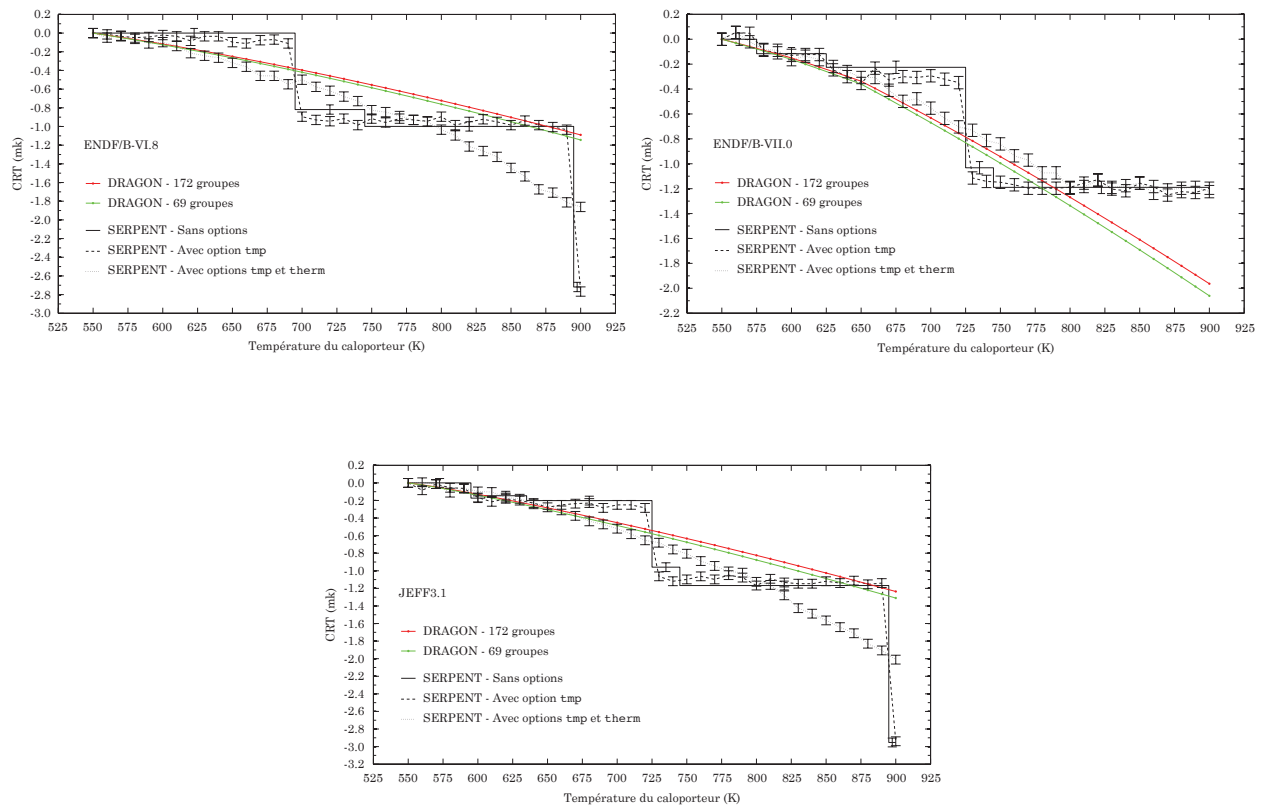 0.2
0.0
-0.2
-0.4
-0.6
-0.8
-1.0
-1.2
-1.4
-1.6
-1.8
-2.0
-2.2
-2.4
-2.6
-2.8
-3.0
CRT (mk)
ENDF/B-VI.8
DRAGON - 172 groupes
DRAGON - 69 groupes
SERPENT - Sans options
SERPENT - Avec option tmp
SERPENT - Avec options tmp et therm
525 550 575 600 625 650 675 700 725 750 775 800 825 850 875 900 925
Température du caloporteur (K)
0.2
0.0
-0.2
-0.4
-0.6
-0.8
-1.0
-1.2
-1.4
-1.6
-1.8
-2.0
-2.2
CRT (mk)
ENDF/B-VII.0
DRAGON - 172 groupes
DRAGON - 69 groupes
SERPENT - Sans options
SERPENT - Avec option tmp
SERPENT - Avec options tmp et therm
525 550 575 600 625 650 675 700 725 750 775 800 825 850 875 900 925
Température du caloporteur (K)
0.2
0.0
-0.2
-0.4
-0.6
-0.8
-1.0
-1.2
-1.4
-1.6
-1.8
-2.0
-2.2
-2.4
-2.6
-2.8
-3.0
-3.2
CRT (mk)
JEFF3.1
DRAGON - 172 groupes
DRAGON - 69 groupes
SERPENT - Sans options
SERPENT - Avec option tmp
SERPENT - Avec options tmp et therm
525 550 575 600 625 650 675 700 725 750 775 800 825 850 875 900 925
Température du caloporteur (K)